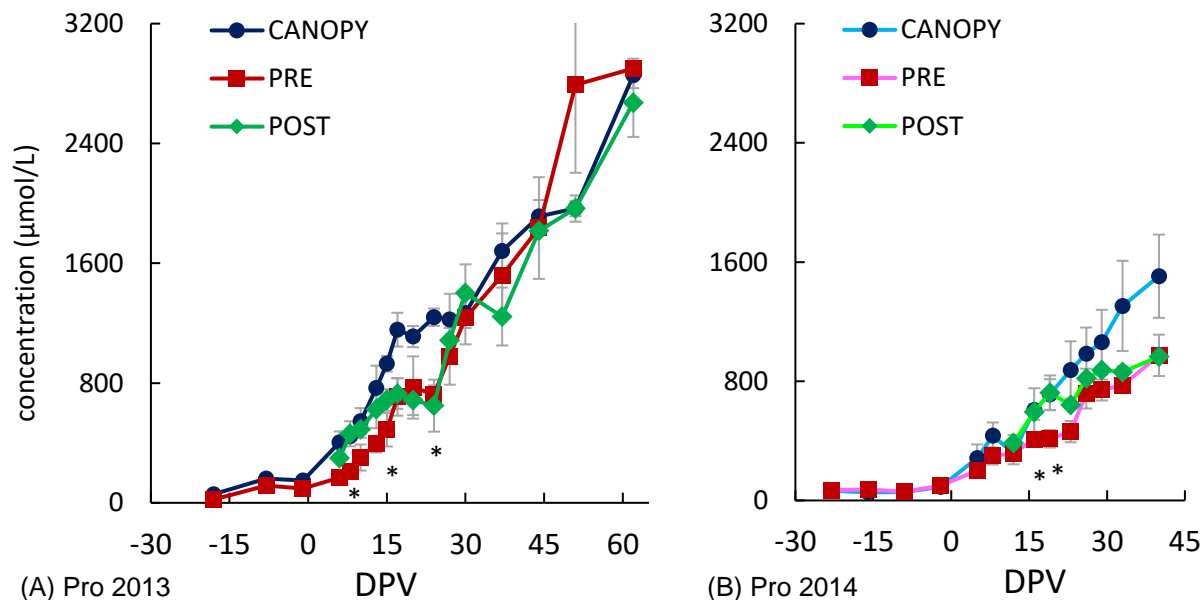 concentration (µmol/L)
3200
2400
1600
800
0
CANOPY
PRE
POST
*
*
*
-30 -15 0 15 30 45 60
(A) Pro 2013
DPV
3200
2400
1600
800
0
CANOPY
PRE
POST
* *
-30 -15 0 15 30 45
(B) Pro 2014
DPV